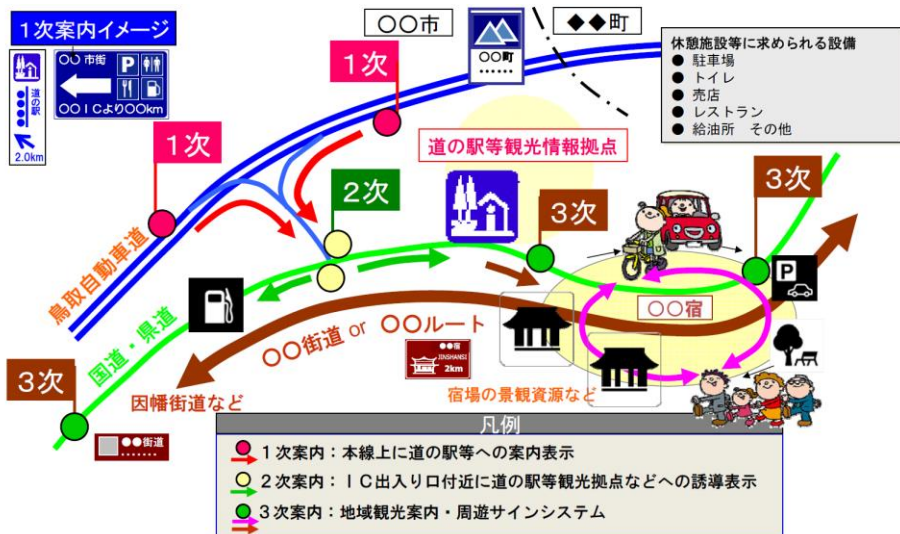 １次案内イメージ
〇〇市
◆◆町
〇〇町
‥‥‥
道の駅
2.0km
〇〇 市街
P
〇〇ＩＣより〇〇km
休憩施設等に求められる設備
● 駐車場
● トイレ
● 売店
● レストラン
● 給油所　その他
１次
１次
道の駅等観光情報拠点
２次
３次
３次
鳥取自動車道
国道・県道
P
〇〇宿
〇〇街道 or 〇〇ルート
●●宿
JINSHANSI
2km
３次
因幡街道など
宿場の景観資源など
●●街道
‥‥‥
凡例
１次案内：本線上に道の駅等への案内表示
２次案内：ＩＣ出入り口付近に道の駅等観光拠点などへの誘導表示
３次案内：地域観光案内・周遊サインシステム